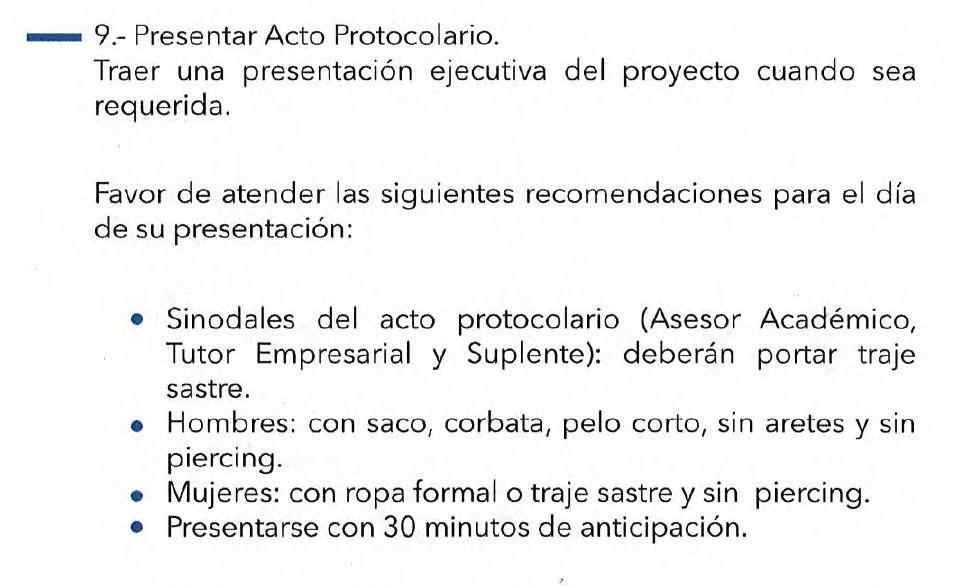 9.- Presentar Acto Protocolario.
Traer una presentación ejecutiva del proyecto cuando sea
requerida.
Favor de atender las siguientes recomendaciones para el día
de su presentación:
• Sinodales del acto protocolario (Asesor Académico,
Tutor Empresarial y Suplente): deberán portar traje
sastre.
• Hombres: con saco, corbata, pelo corto, sin aretes y sin
piercing.
• Mujeres: con ropa formal o traje sastre y sin piercing.
• Presentarse con 30 minutos de anticipación.